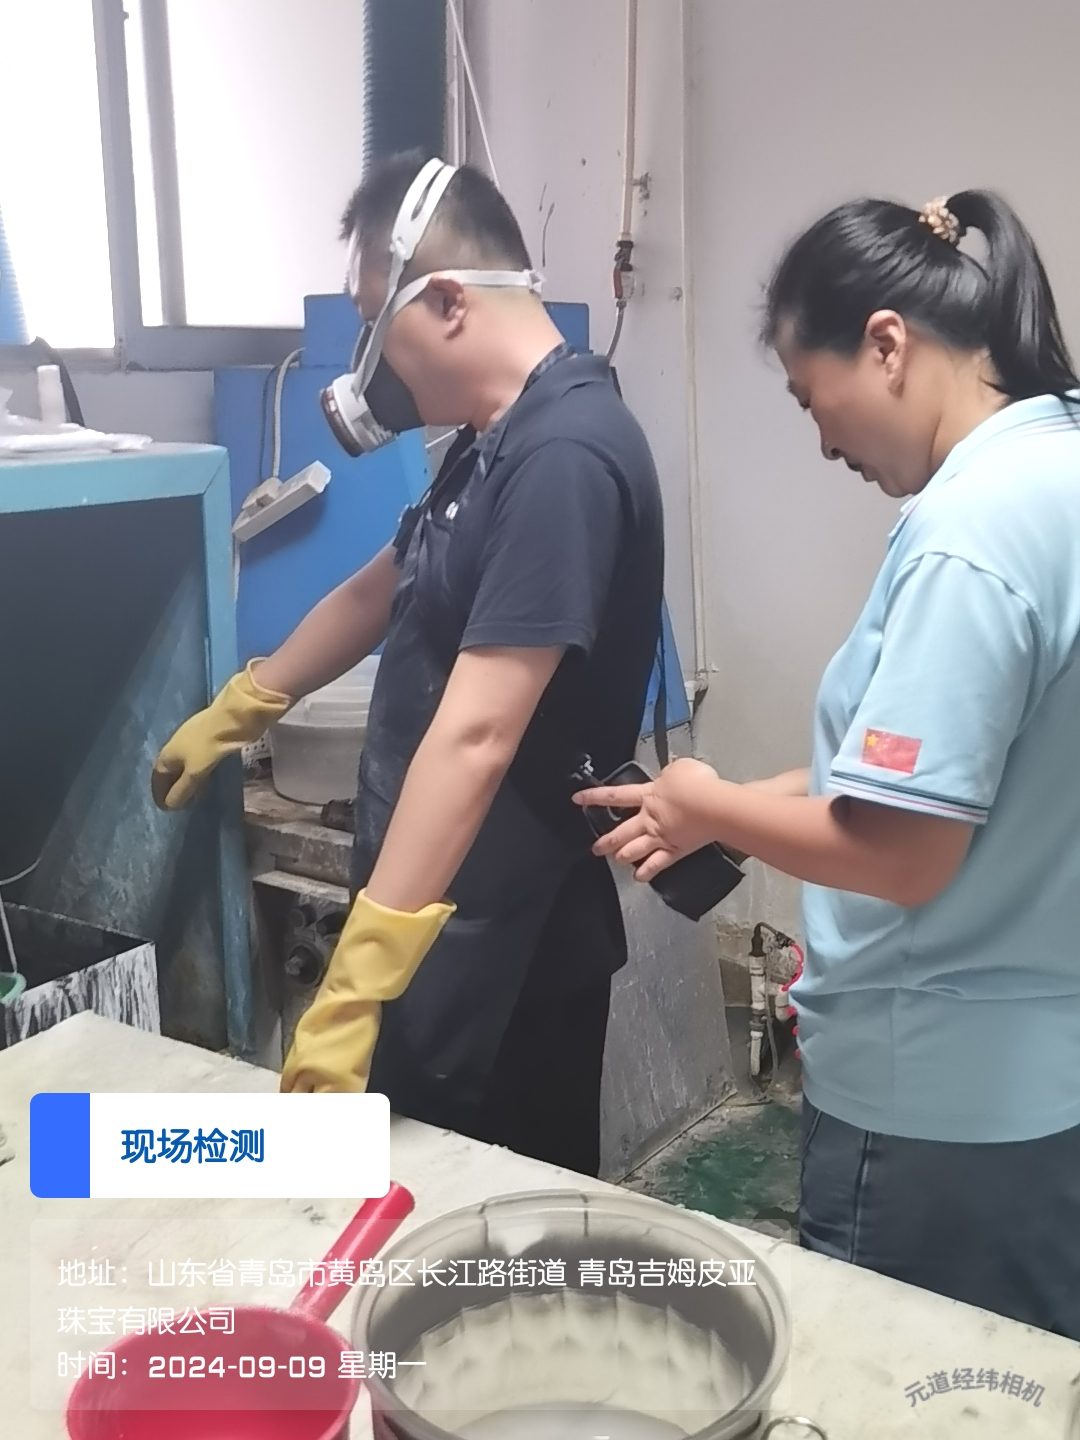 现场检测
地址：山东省青岛市黄岛区长江路街道 青岛吉姆皮亚
珠宝有限公司
时间：2024-09-09 星期一
元道经纬相机